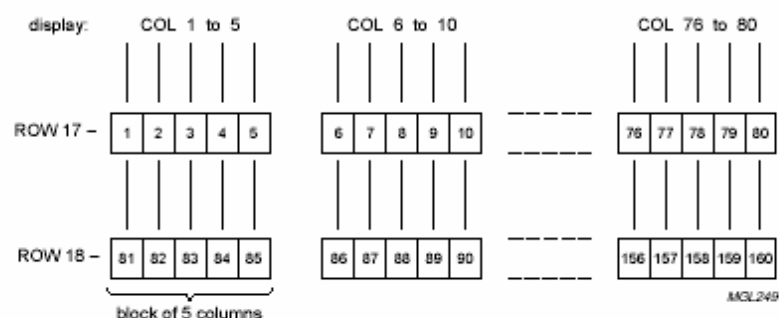 display: COL 1 to 5 COL 6 to 10 COL 76 to 80
ROW 17 – 1 2 3 4 5 6 7 8 9 10 76 77 78 79 80
ROW 18 – 81 82 83 84 85 86 87 88 89 90 156 157 158 159 160
MGL249
block of 5 columns